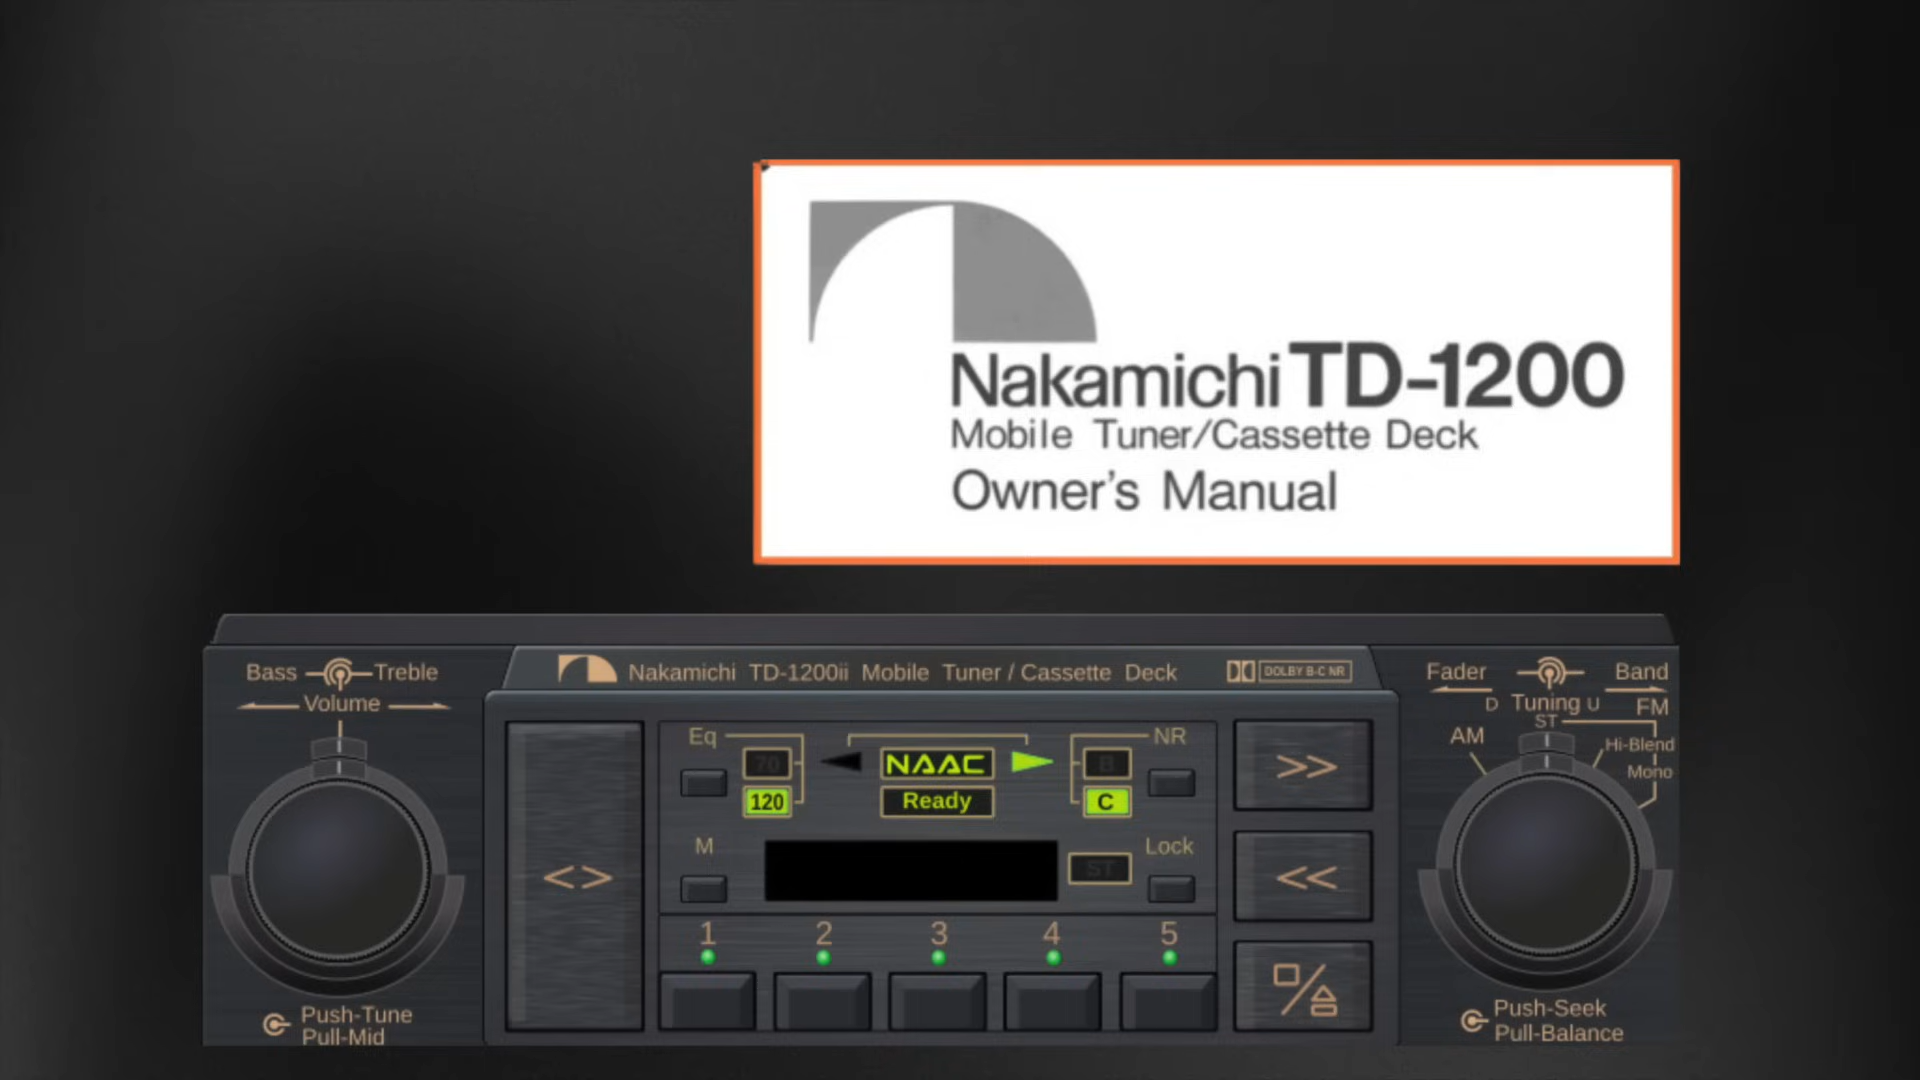 Nakamichi TD-1200
Mobile Tuner/Cassette Deck
Owner's Manual
Bass Treble
Volume
Nakamichi TD-1200ii Mobile Tuner / Cassette Deck
DOLBY B-C NR
Fader Band
D Tuning U
FM
ST
AM
Hi-Blend
Mono
Eq
70
120
NAAC
Ready
NR
B
C
<>
>>
M
ST
Lock
<<
1 2 3 4 5
Push-Tune
Pull-Mid
Push-Seek
Pull-Balance